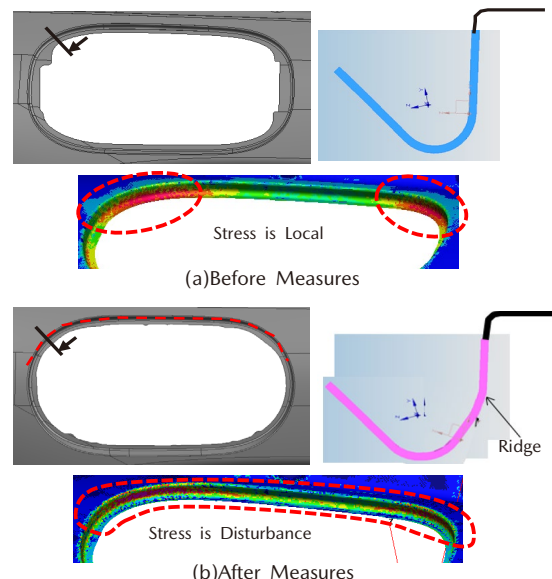 Stress is Local
(a)Before Measures
Ridge
Stress is Disturbance
(b)After Measures